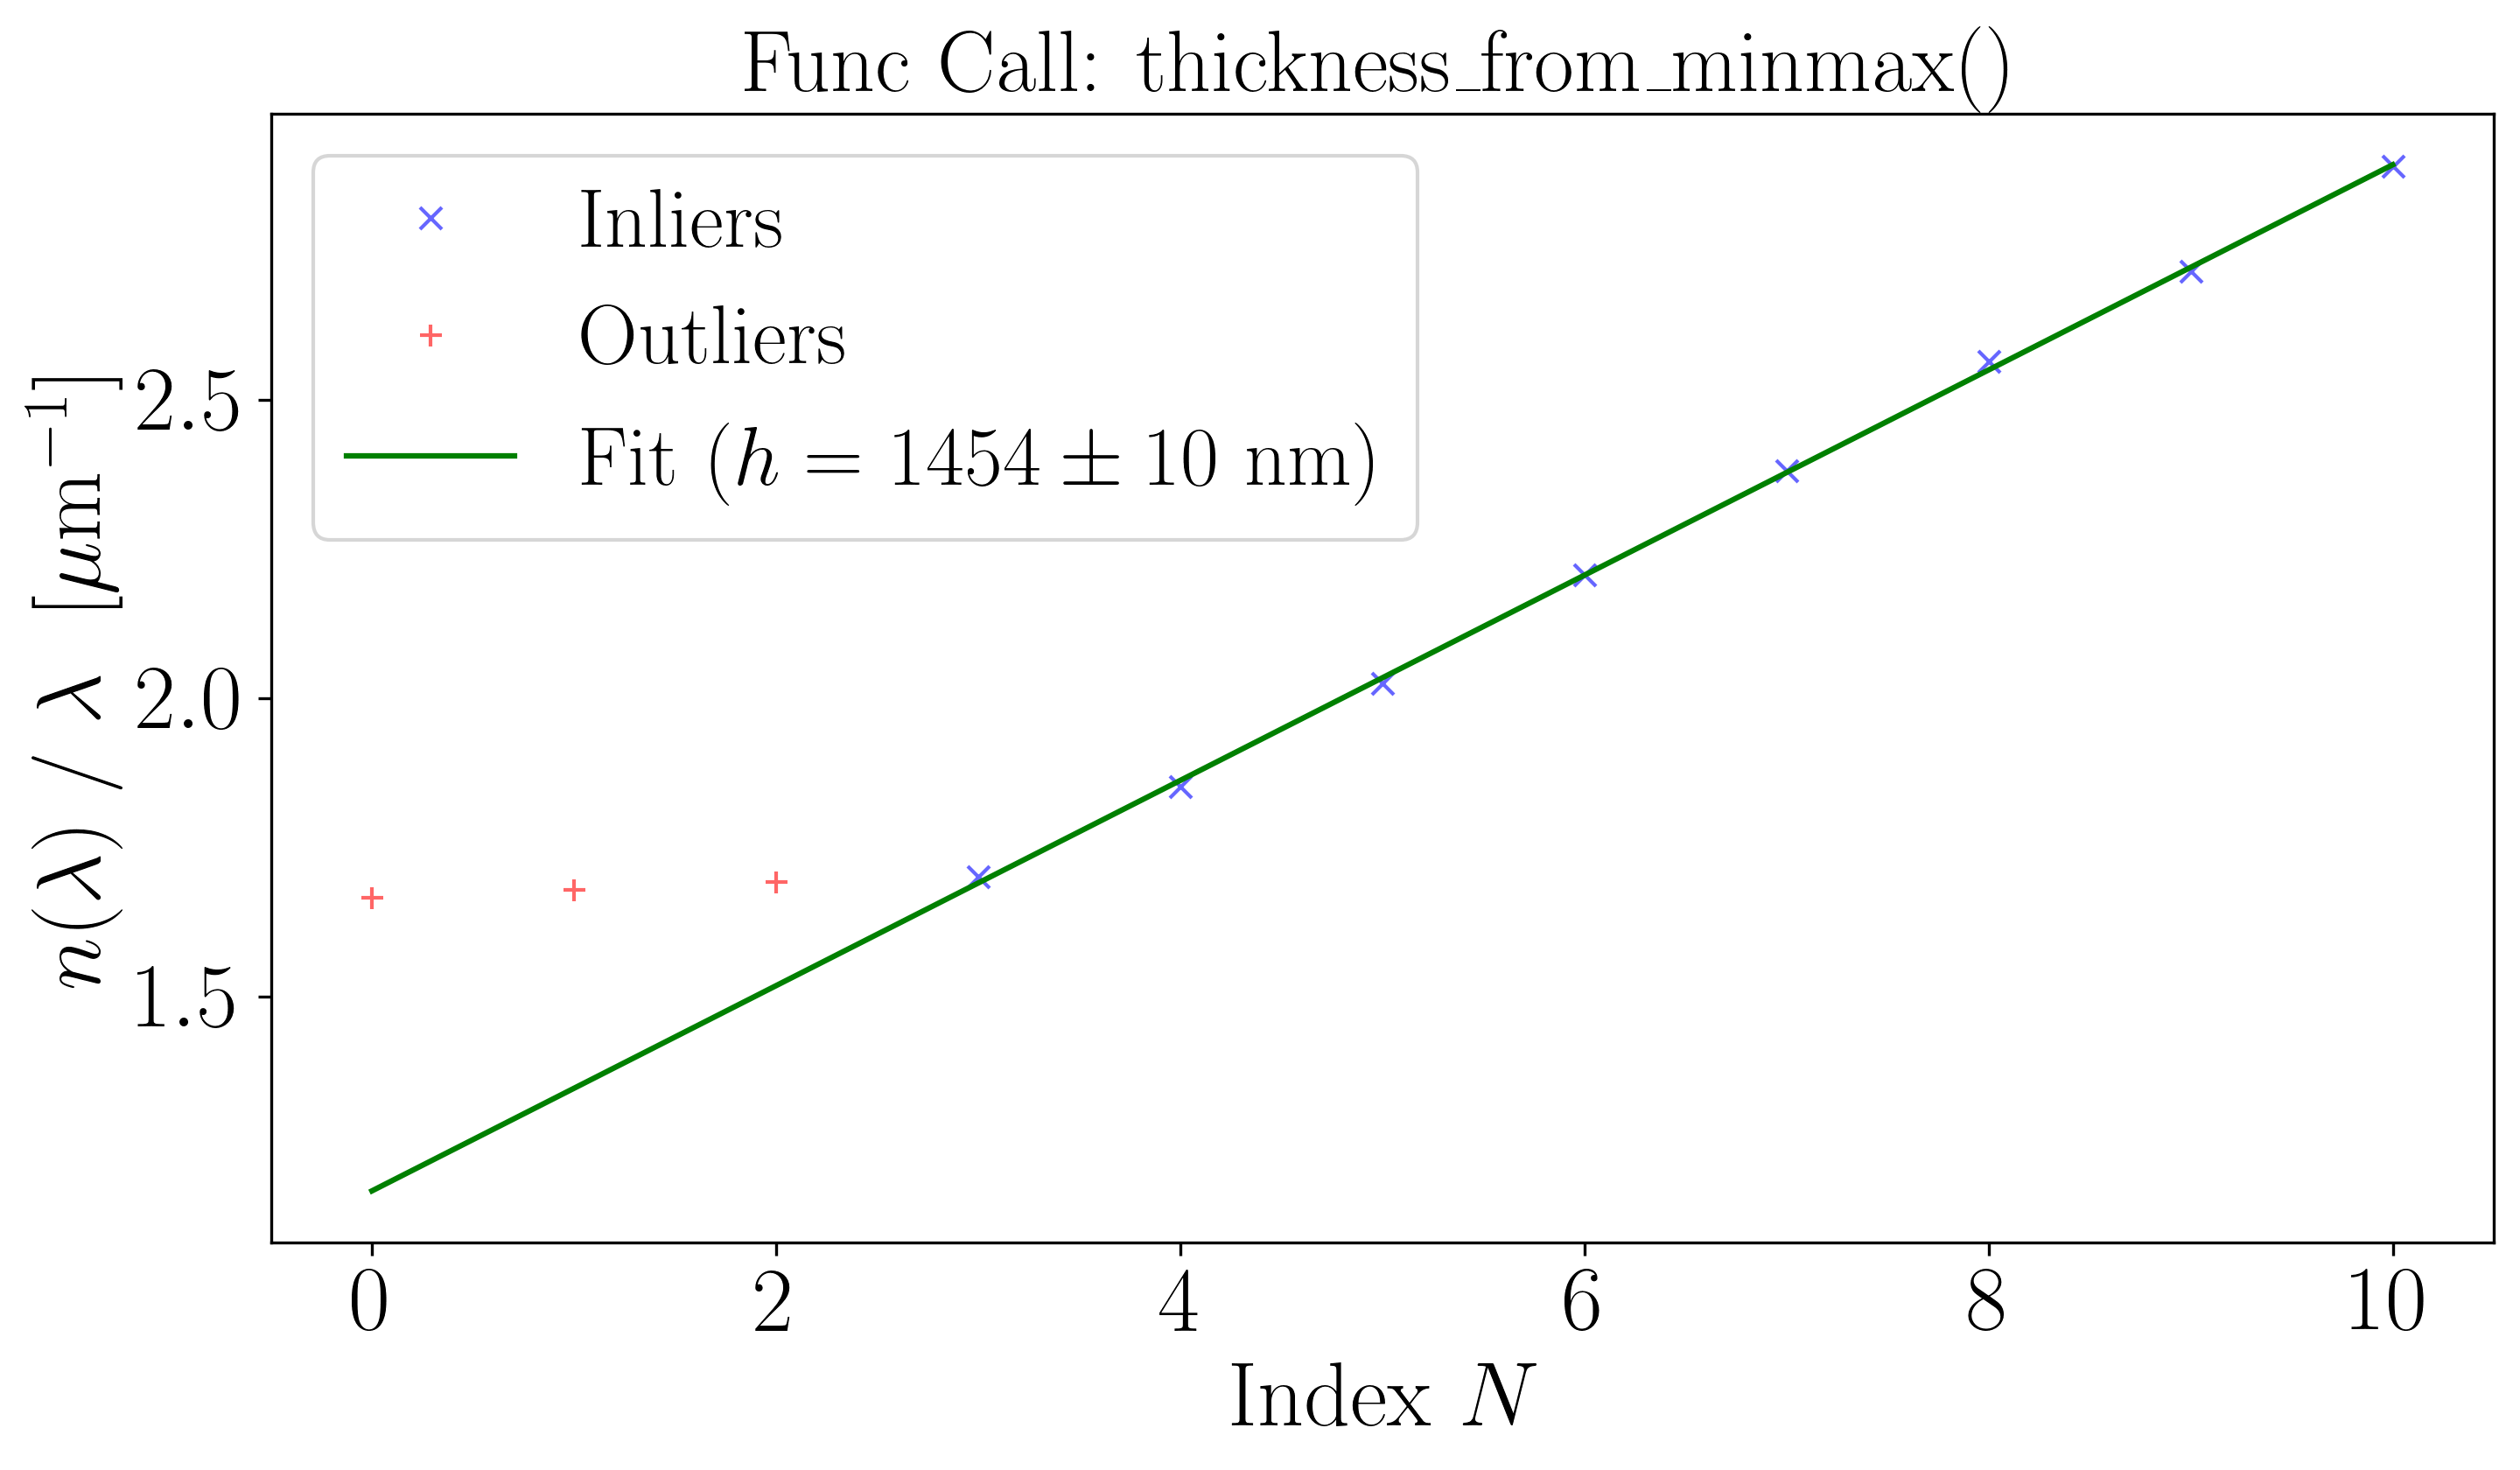 Func Call: thickness_from_minmax()
Inliers
Outliers
Fit (h = 1454 ± 10 nm)
n(λ) / λ [μm⁻¹]
2.5
2.0
1.5
0 2 4 6 8 10
Index N